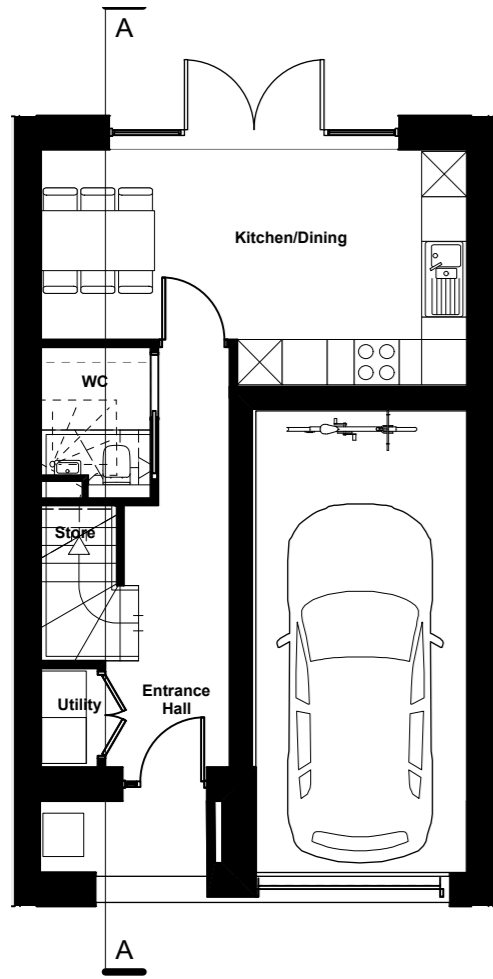 A
Kitchen/Dining
WC
Store
Utility
Entrance
Hall
A